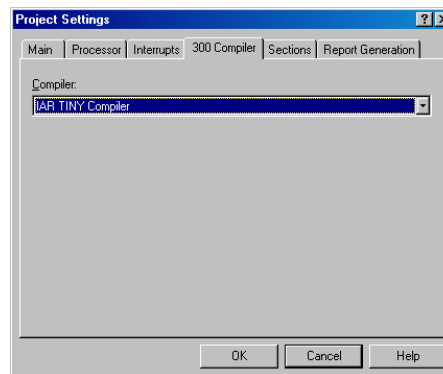 Project Settings
Main Processor Interrupts 300 Compiler Sections Report Generation
Compiler:
IAR TINY Compiler
OK Cancel Help